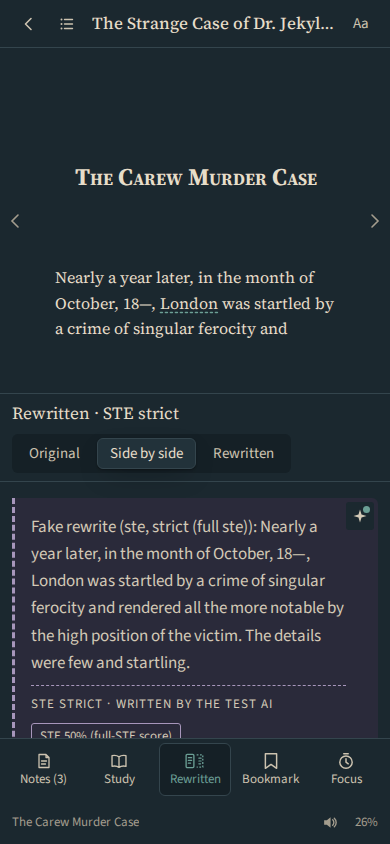 The Strange Case of Dr. Jekyl...
Aa
The Carew Murder Case
Nearly a year later, in the month of
October, 18—, London was startled by
a crime of singular ferocity and
Rewritten · STE strict
Original
Side by side
Rewritten
Fake rewrite (ste, strict (full ste)): Nearly a
year later, in the month of October, 18—,
London was startled by a crime of singular
ferocity and rendered all the more notable by
the high position of the victim. The details
were few and startling.
STE STRICT · WRITTEN BY THE TEST AI
STE 50% (full-STE score)
Notes (3)
Study
Rewritten
Bookmark
Focus
The Carew Murder Case
26%